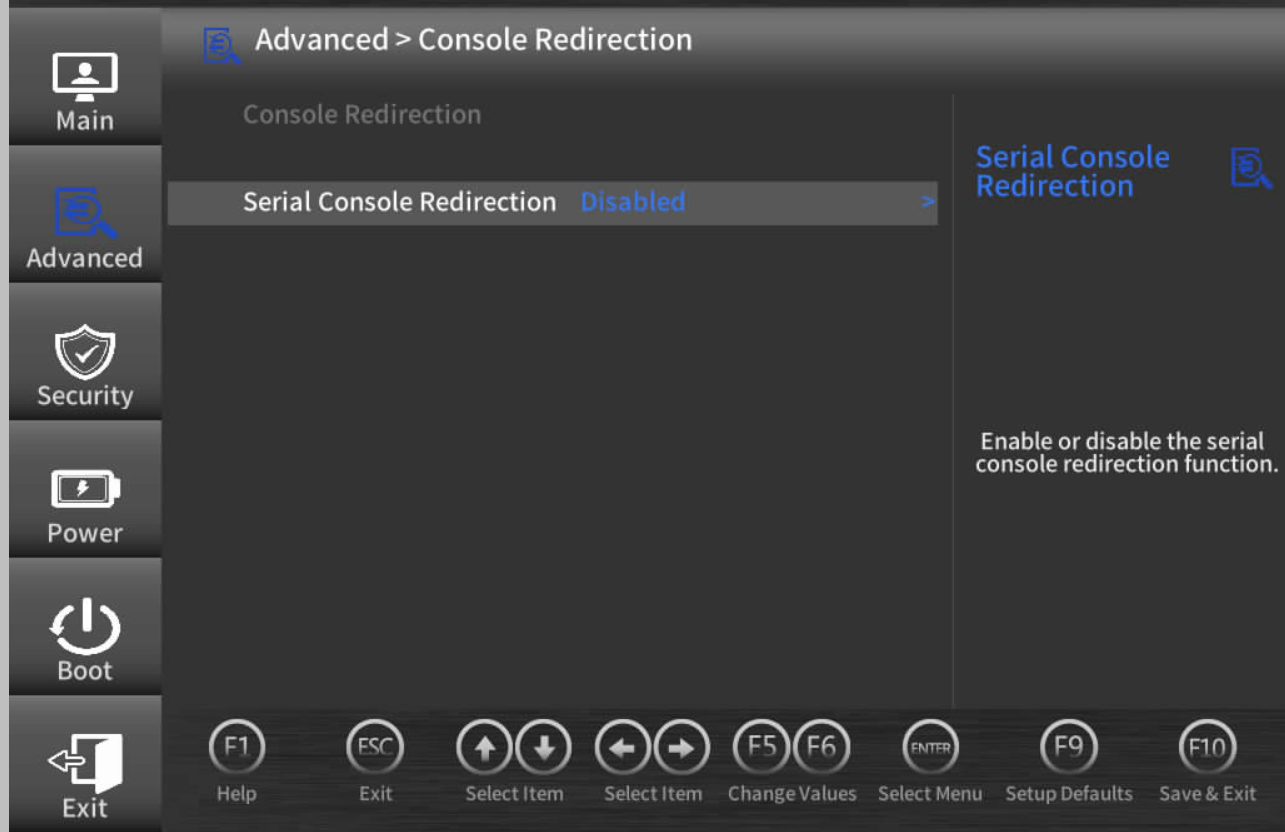 Main
Advanced
Security
Power
Boot
Exit
Advanced > Console Redirection
Console Redirection
Serial Console Redirection Disabled >
Serial Console
Redirection
Enable or disable the serial
console redirection function.
F1 ESC F5 F6 ENTER F9 F10
Help Exit Select Item Select Item Change Values Select Menu Setup Defaults Save & Exit